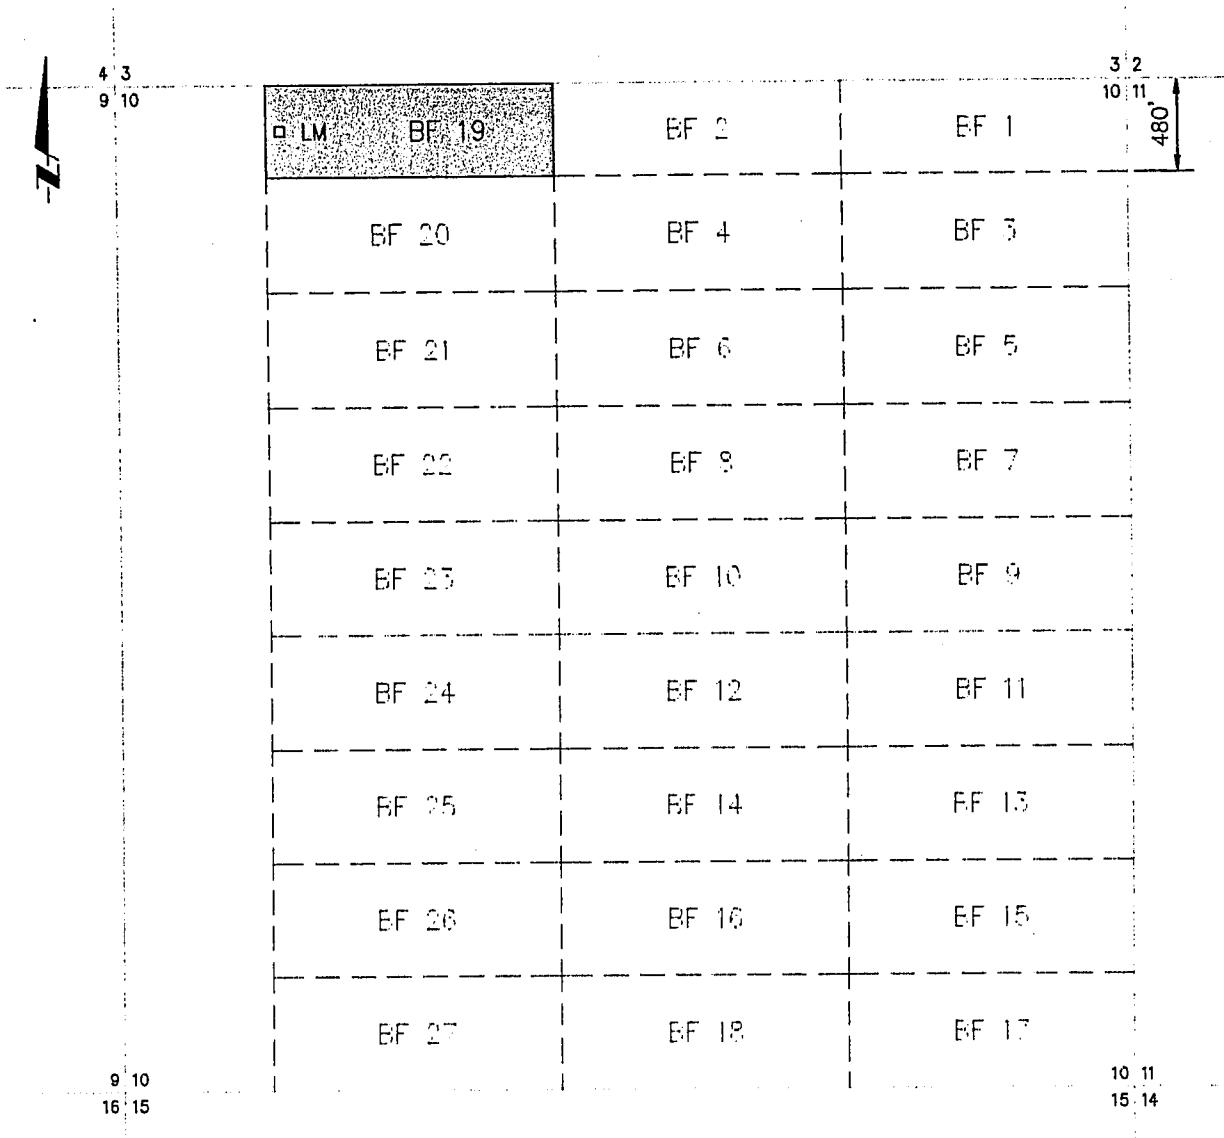 4 3
9 10
3 2
10 11
480'
N
□ LM BF 19
BF 2
BF 1
BF 20
BF 4
BF 3
BF 21
BF 6
BF 5
BF 22
BF 8
BF 7
BF 23
BF 10
BF 9
BF 24
BF 12
BF 11
BF 25
BF 14
BF 13
BF 26
BF 16
BF 15
BF 27
BF 18
BF 17
9 10
16 15
10 11
15 14